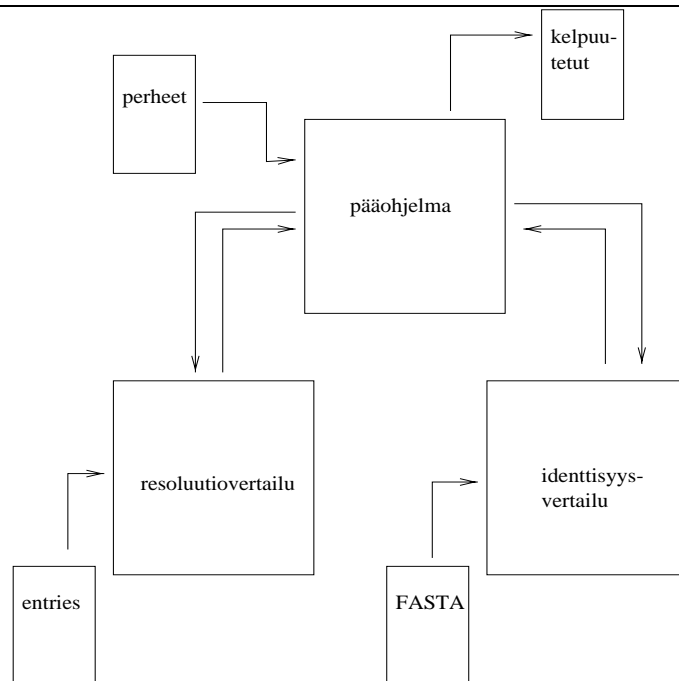 kelpuu-
tetut
perheet
pääohjelma
resoluutiovertailu
identtisyys-
vertailu
entries
FASTA